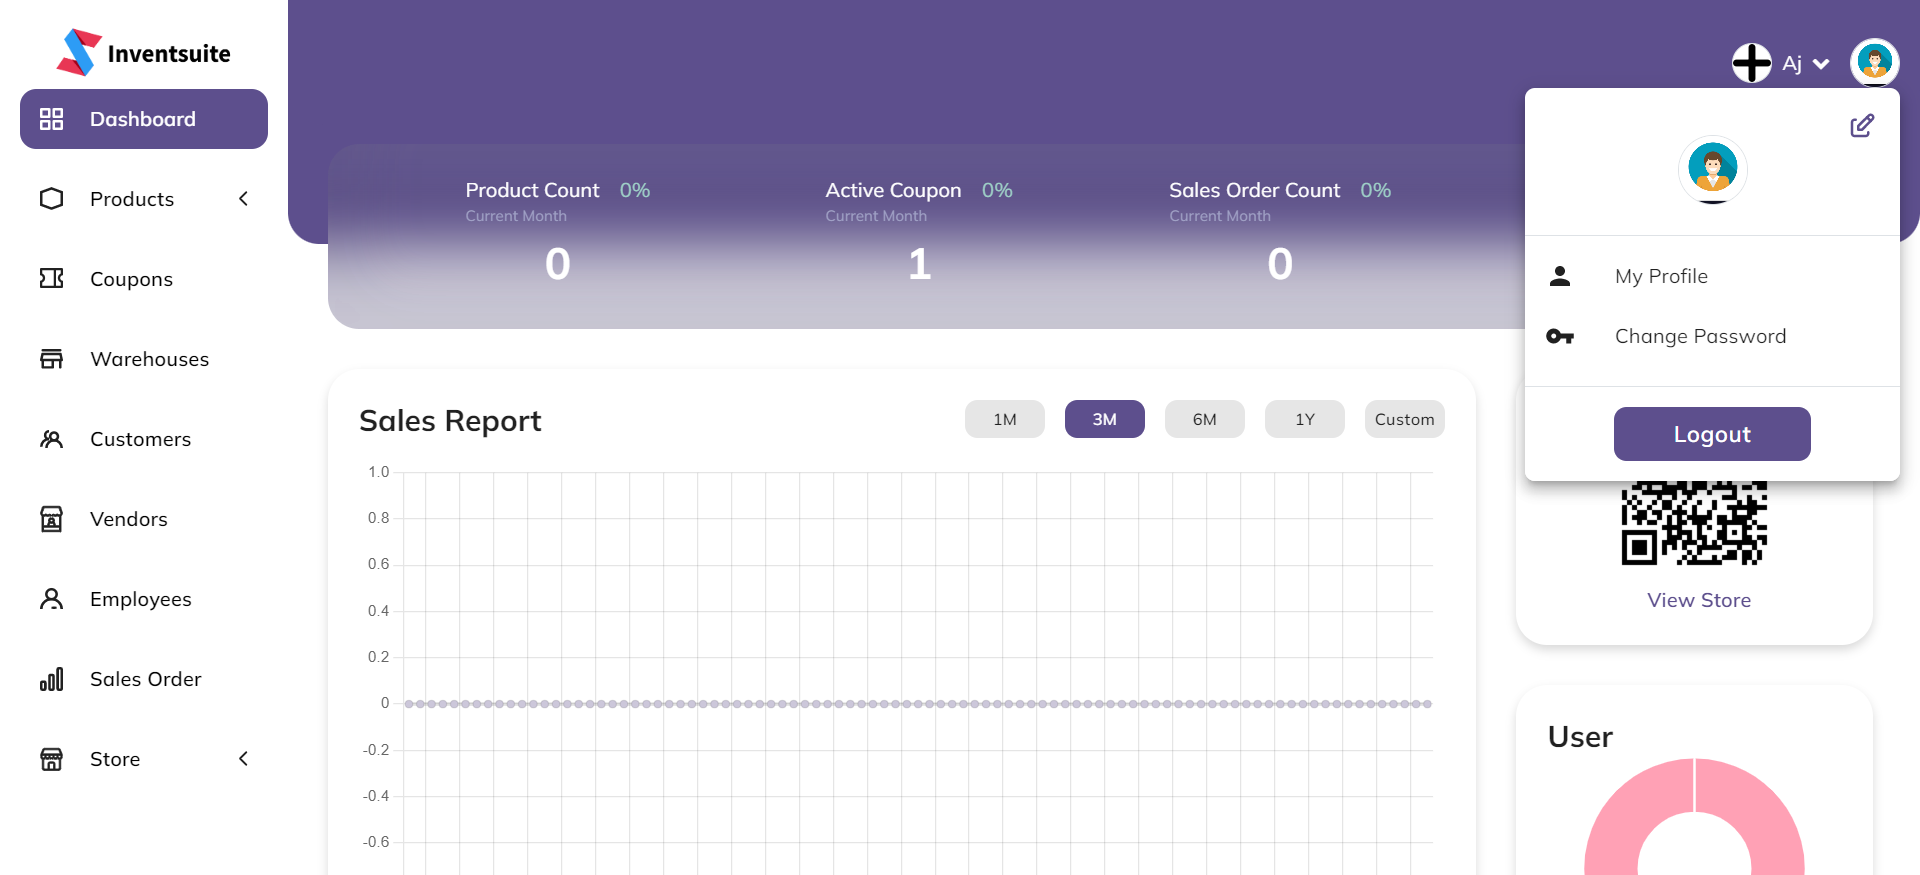 Inventsuite
Dashboard
Products
Coupons
Warehouses
Customers
Vendors
Employees
Sales Order
Store
Aj
Product Count 0%
Current Month
0
Active Coupon 0%
Current Month
1
Sales Order Count 0%
Current Month
0
My Profile
Change Password
Logout
Sales Report
1M 3M 6M 1Y Custom
1.0
0.8
0.6
0.4
0.2
0
-0.2
-0.4
-0.6
View Store
User